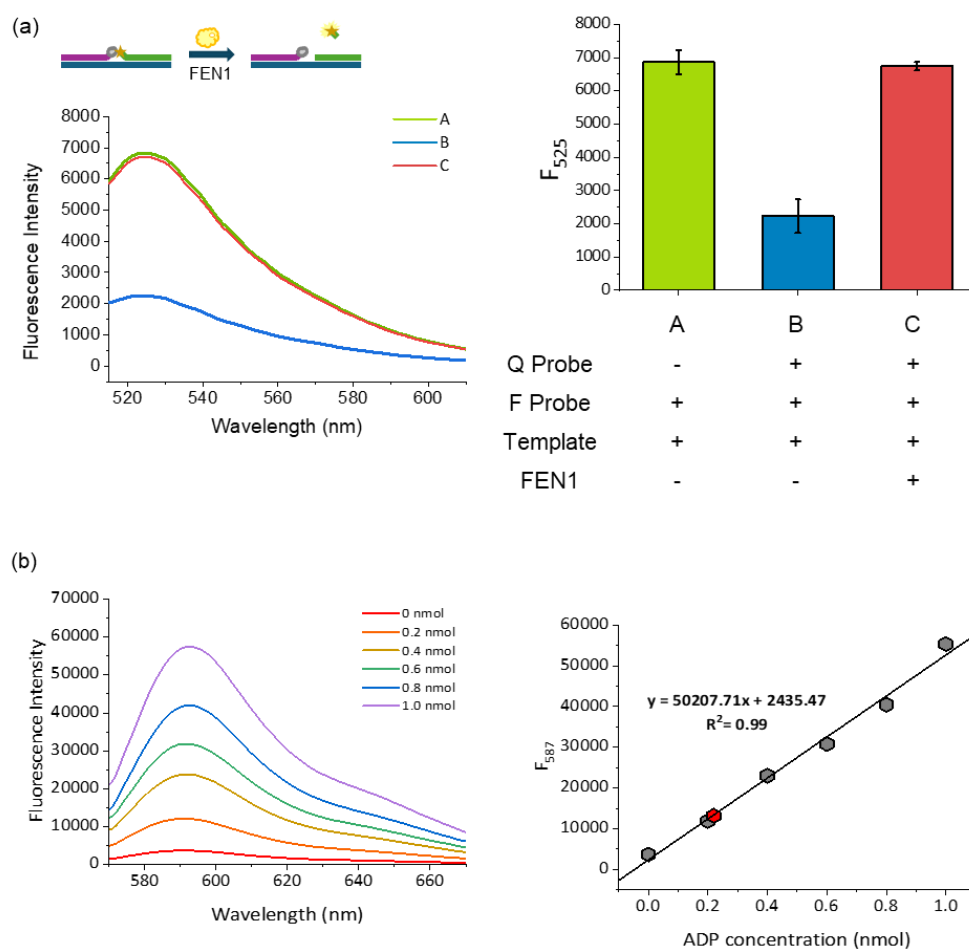 (a)
FEN1
8000
7000
6000
5000
4000
3000
2000
1000
0
Fluorescence Intensity
520 540 560 580 600
Wavelength (nm)
A
B
C
8000
7000
6000
5000
4000
3000
2000
1000
0
F525
A B C
Q Probe - + +
F Probe + + +
Template + + +
FEN1 - - +
(b)
70000
60000
50000
40000
30000
20000
10000
0
Fluorescence Intensity
580 600 620 640 660
Wavelength (nm)
0 nmol
0.2 nmol
0.4 nmol
0.6 nmol
0.8 nmol
1.0 nmol
60000
50000
40000
30000
20000
10000
0
F587
y = 50207.71x + 2435.47
R²= 0.99
0.0 0.2 0.4 0.6 0.8 1.0
ADP concentration (nmol)